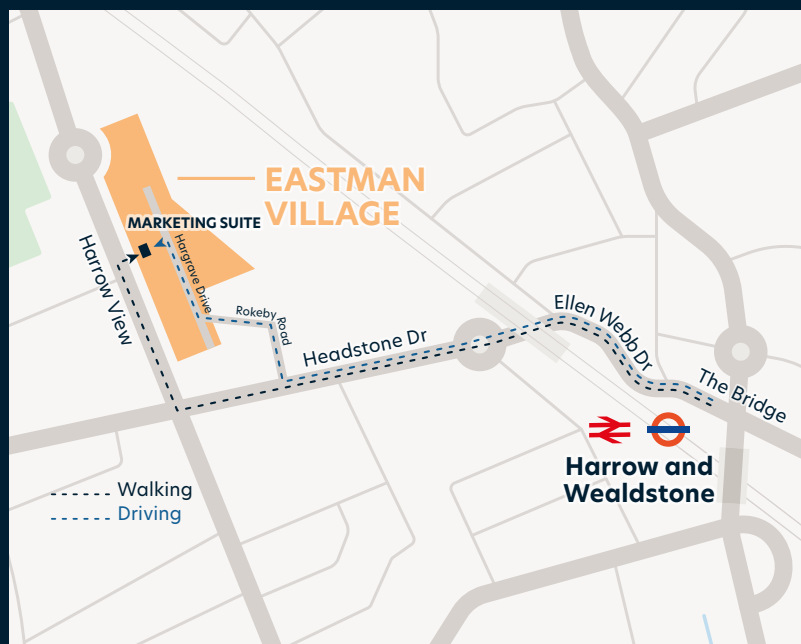 EASTMAN
VILLAGE
MARKETING SUITE
Harrow View
Hargrave Drive
Rokeby
Road
Headstone Dr
Ellen Webb Dr
The Bridge
Harrow and
Wealdstone
Walking
Driving